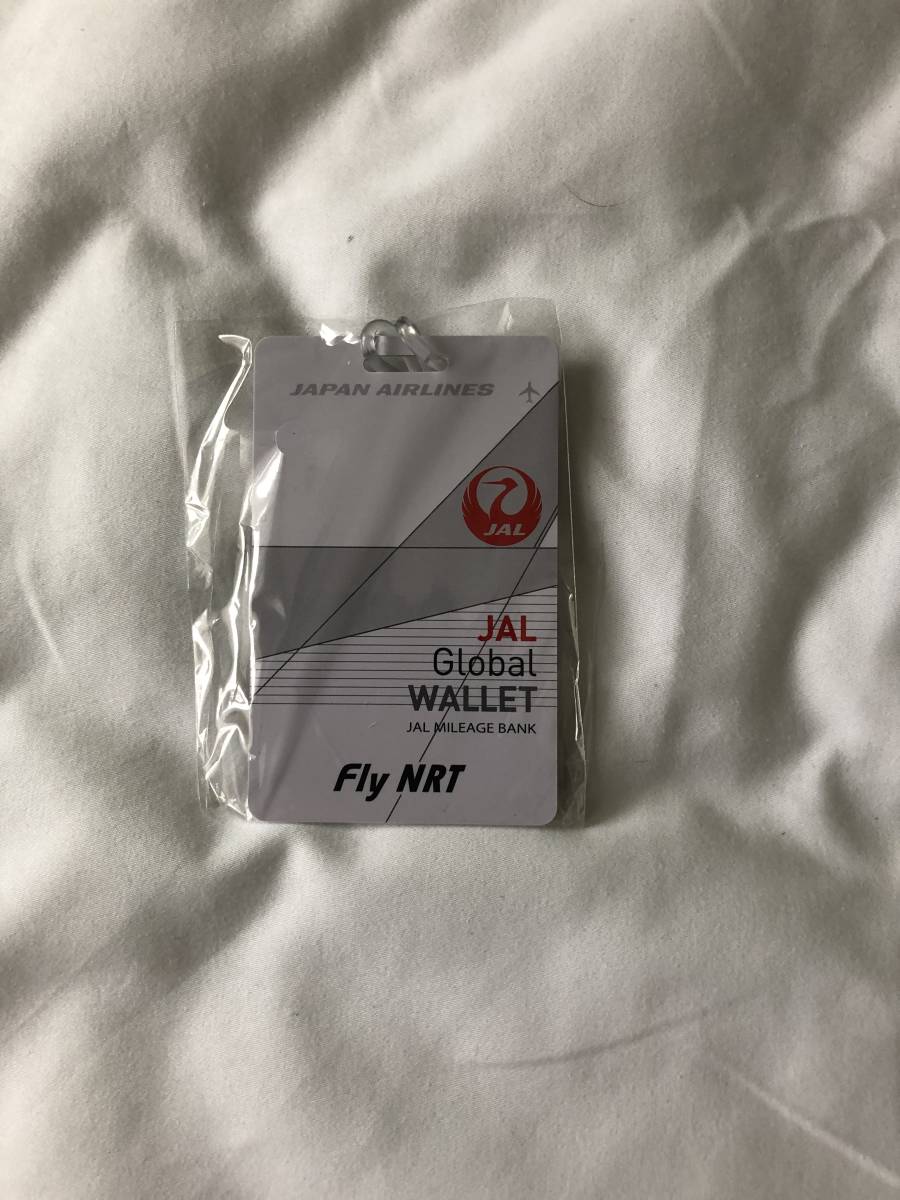 JAPAN AIRLINES
JAL
JAL
Global
WALLET
JAL MILEAGE BANK
Fly NRT